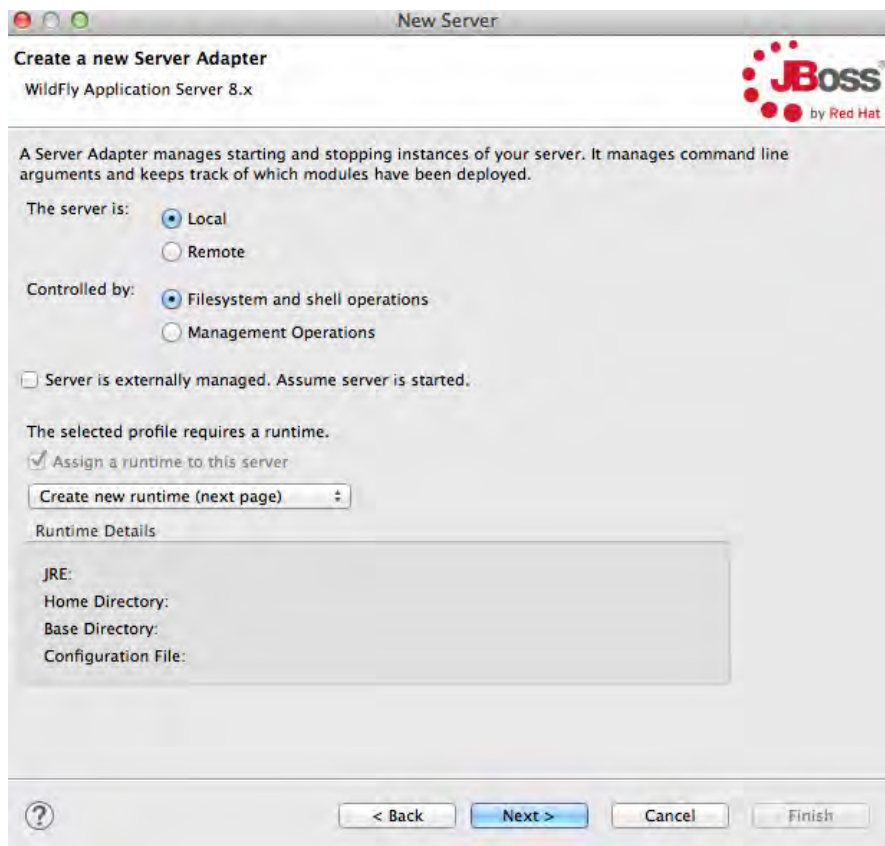 New Server
Create a new Server Adapter
WildFly Application Server 8.x
JBoss
by Red Hat
A Server Adapter manages starting and stopping instances of your server. It manages command line
arguments and keeps track of which modules have been deployed.
The server is:
Local
Remote
Controlled by:
Filesystem and shell operations
Management Operations
Server is externally managed. Assume server is started.
The selected profile requires a runtime.
Assign a runtime to this server
Create new runtime (next page)
Runtime Details
JRE:
Home Directory:
Base Directory:
Configuration File:
?
< Back
Next >
Cancel
Finish